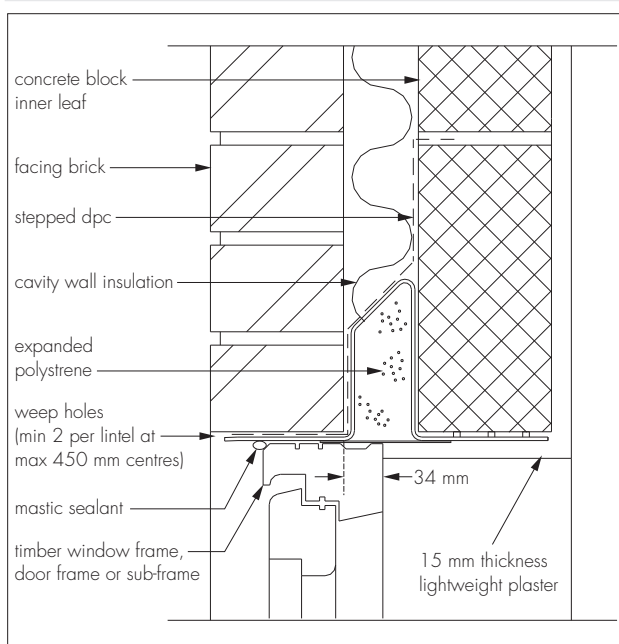 concrete block
inner leaf
facing brick
stepped dpc
cavity wall insulation
expanded
polystrene
weep holes
(min 2 per lintel at
max 450 mm centres)
mastic sealant
timber window frame,
door frame or sub-frame
34 mm
15 mm thickness
lightweight plaster